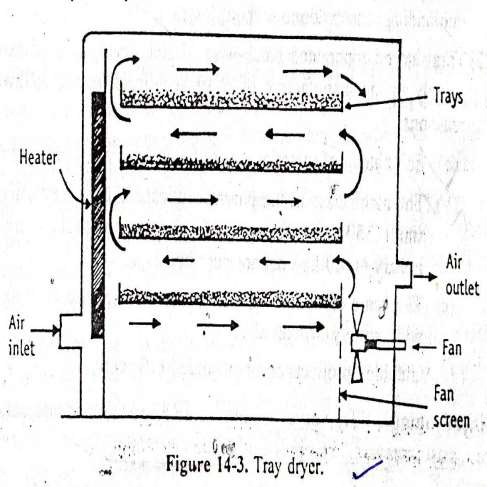 Trays
Heater
Air
outlet
Air
inlet
Fan
Fan
screen
Figure 14-3. Tray dryer.